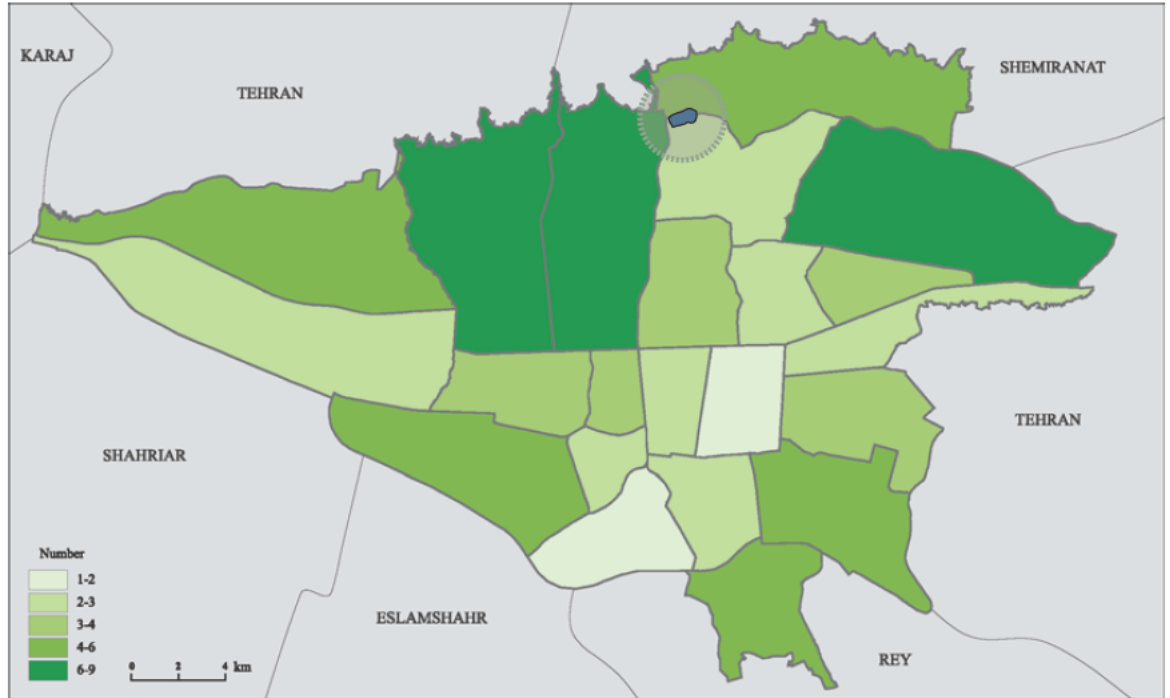 KARAJ
TEHRAN
SHEMIRANAT
SHAHRIAR
TEHRAN
ESLAMSHAHR
REY
Number
1-2
2-3
3-4
4-6
6-9
0 2 4 km